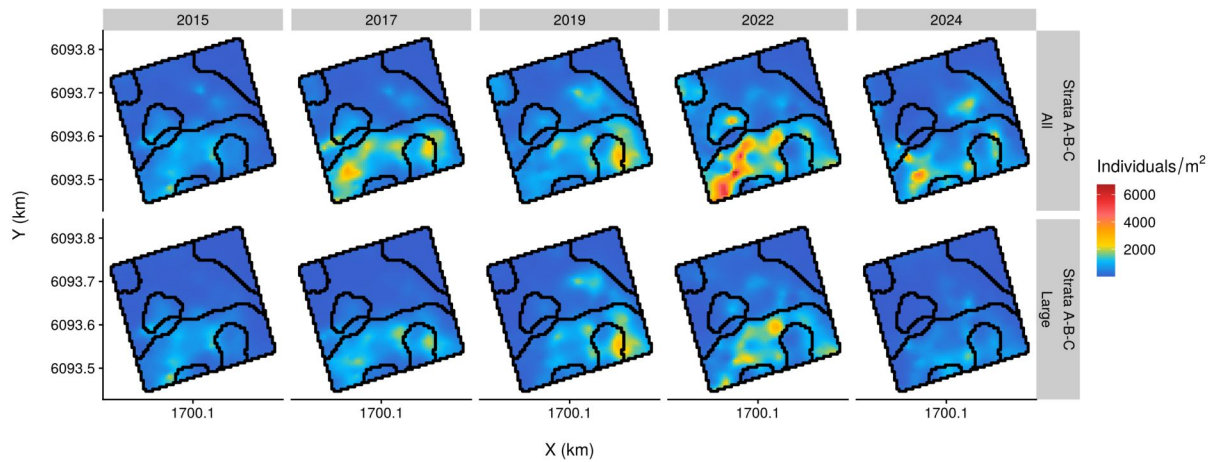 2015 2017 2019 2022 2024
6093.8
6093.7
6093.6
6093.5
Strata A-B-C
All
6093.8
6093.7
6093.6
6093.5
Strata A-B-C
Large
1700.1 1700.1 1700.1 1700.1 1700.1
X (km)
Y (km)
Individuals/m²
6000
4000
2000